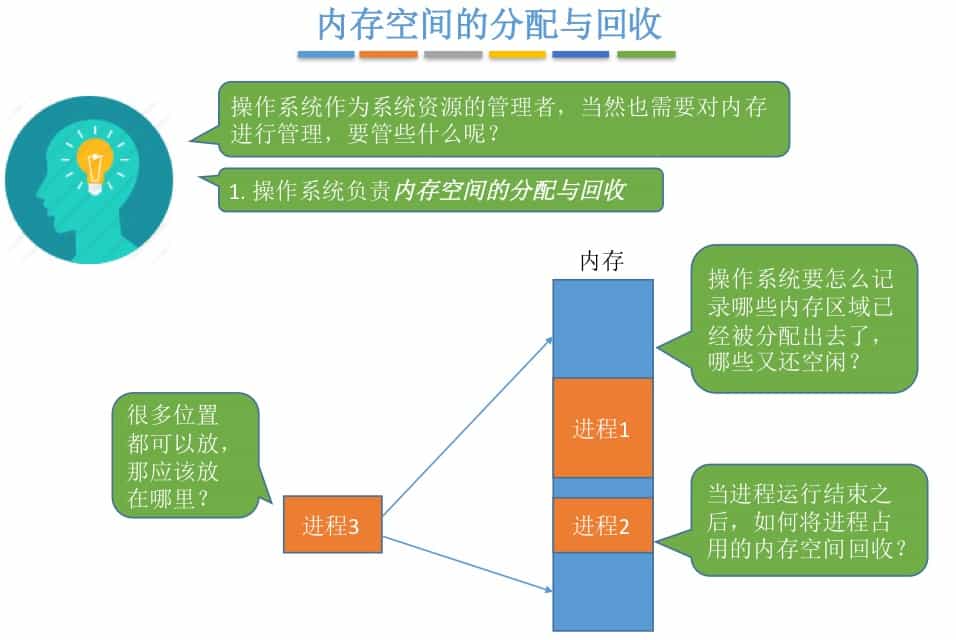 内存空间的分配与回收
操作系统作为系统资源的管理者，当然也需要对内存
进行管理，要管些什么呢？
1. 操作系统负责内存空间的分配与回收
内存
操作系统要怎么记
录哪些内存区域已
经被分配出去了，
哪些又还空闲？
很多位置
都可以放，
那应该放
在哪里？
进程1
进程3
进程2
当进程运行结束之
后，如何将进程占
用的内存空间回收？